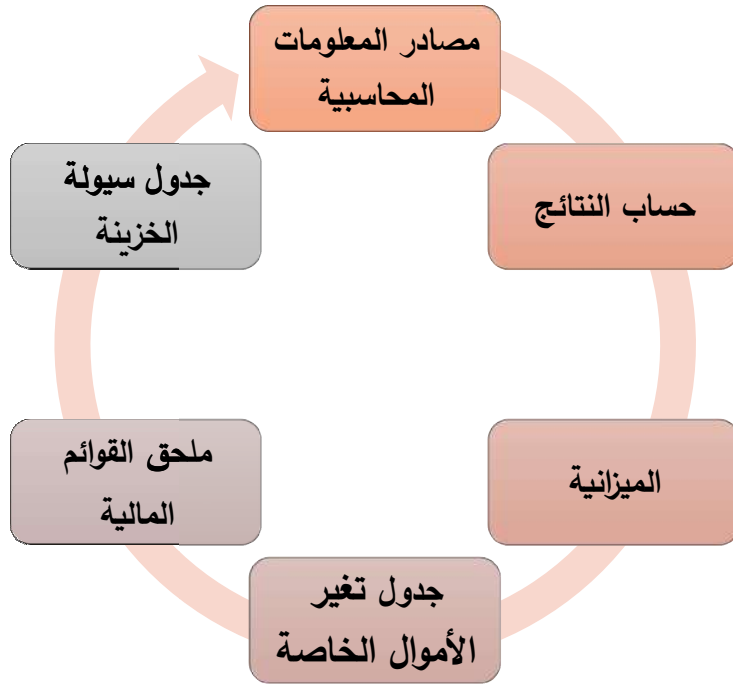 مصادر المعلومات
المحاسبية
حساب النتائج
الميزانية
جدول تغير
الأموال الخاصة
ملحق القوائم
المالية
جدول سيولة
الخزينة